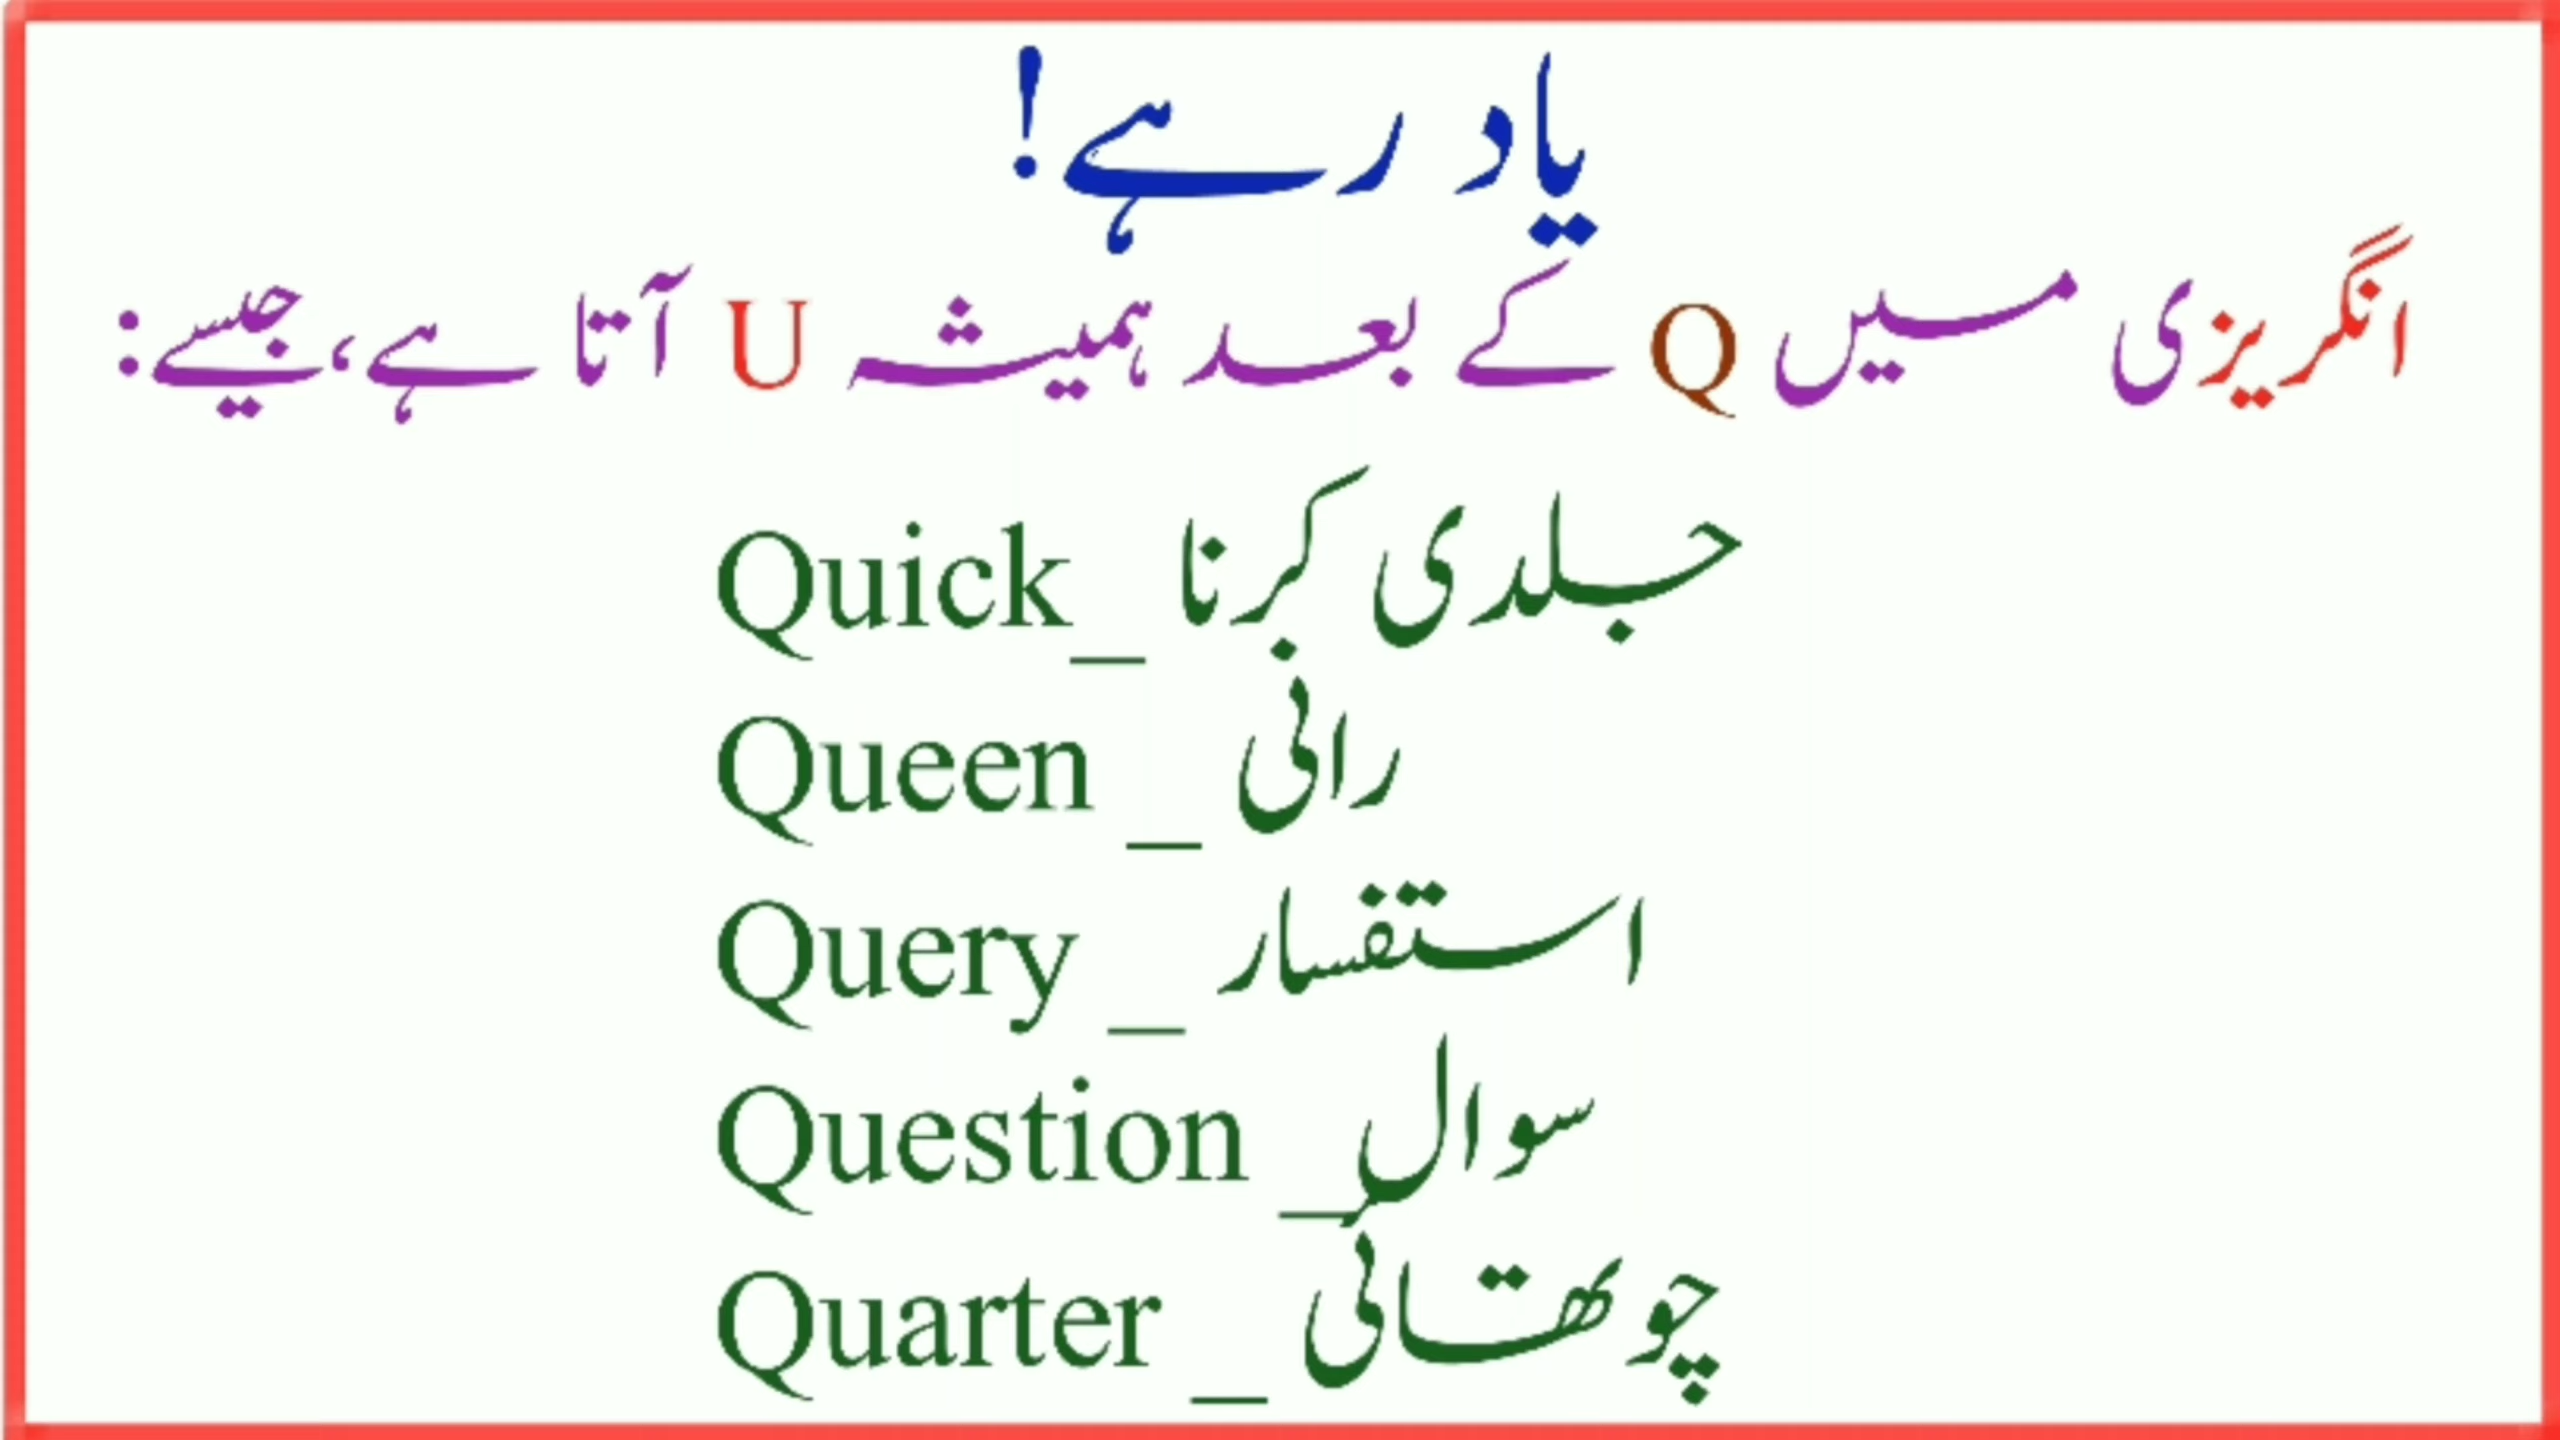 یاد رہے!
انگریزی میں Q کے بعد ہمیشہ U آتا ہے، جیسے:
Quick_ جلدی کرنا
Queen _ رانی
Query _ استفسار
Question _ سوال
Quarter _ چوتھائی